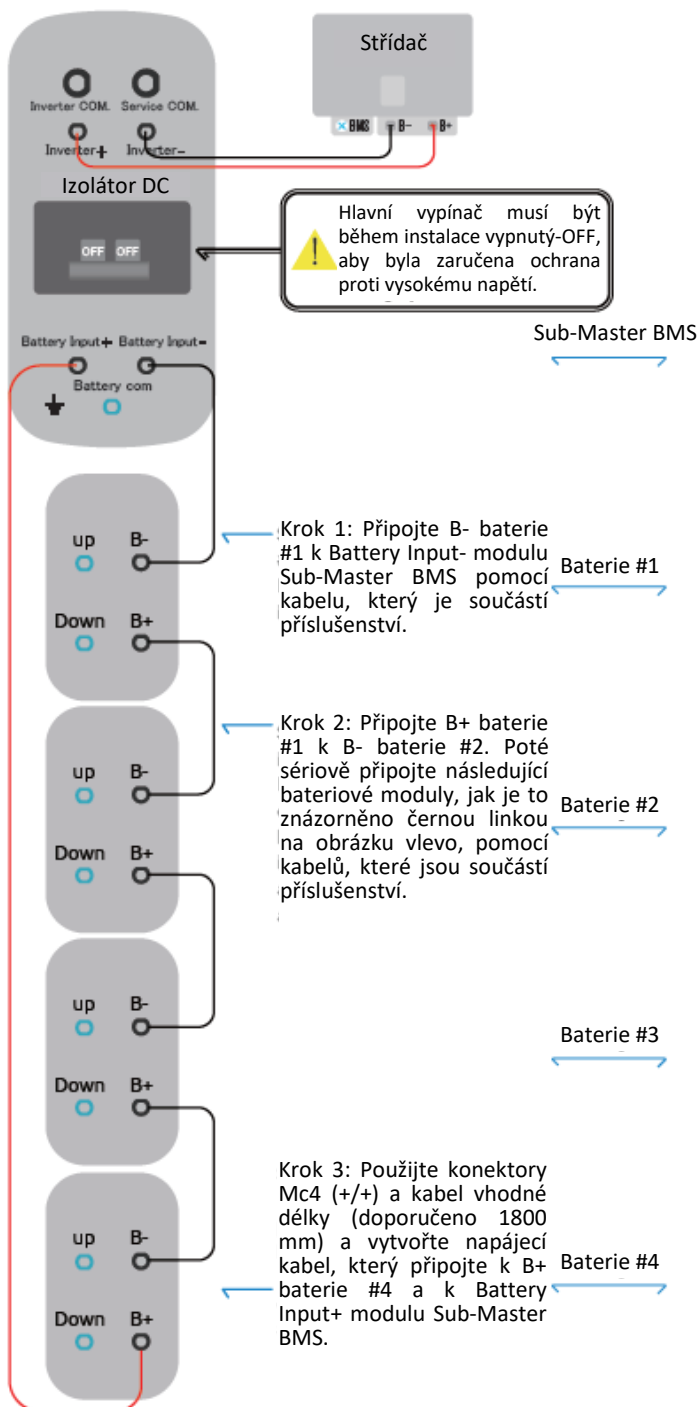 Střídač
BMS B- B+
Inverter COM. Service COM.
Inverter+ Inverter-
Izolátor DC
OFF OFF
Hlavní vypínač musí být
během instalace vypnutý-OFF,
aby byla zaručena ochrana
proti vysokému napětí.
Sub-Master BMS
Battery Input+ Battery Input-
Battery com
up B-
Down B+
Krok 1: Připojte B- baterie
#1 k Battery Input- modulu
Sub-Master BMS pomocí
kabelu, který je součástí
příslušenství.
Baterie #1
up B-
Down B+
Krok 2: Připojte B+ baterie
#1 k B- baterie #2. Poté
sériově připojte následující
bateriové moduly, jak je to
znázorněno černou linkou
na obrázku vlevo, pomocí
kabelů, které jsou součástí
příslušenství.
Baterie #2
up B-
Down B+
Baterie #3
up B-
Down B+
Krok 3: Použijte konektory
Mc4 (+/+) a kabel vhodné
délky (doporučeno 1800
mm) a vytvořte napájecí
kabel, který připojte k B+
baterie #4 a k Battery
Input+ modulu Sub-Master
BMS.
Baterie #4